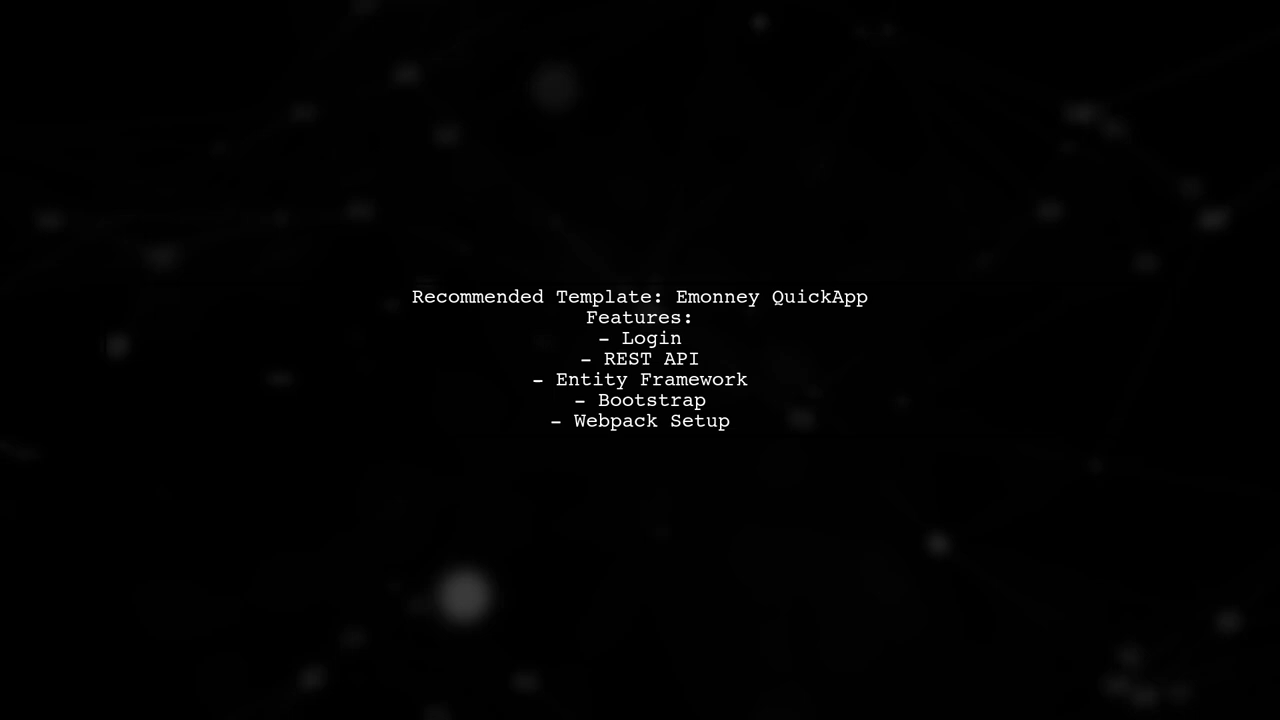 Recommended Template: Emonney QuickApp
Features:
- Login
- REST API
- Entity Framework
- Bootstrap
- Webpack Setup